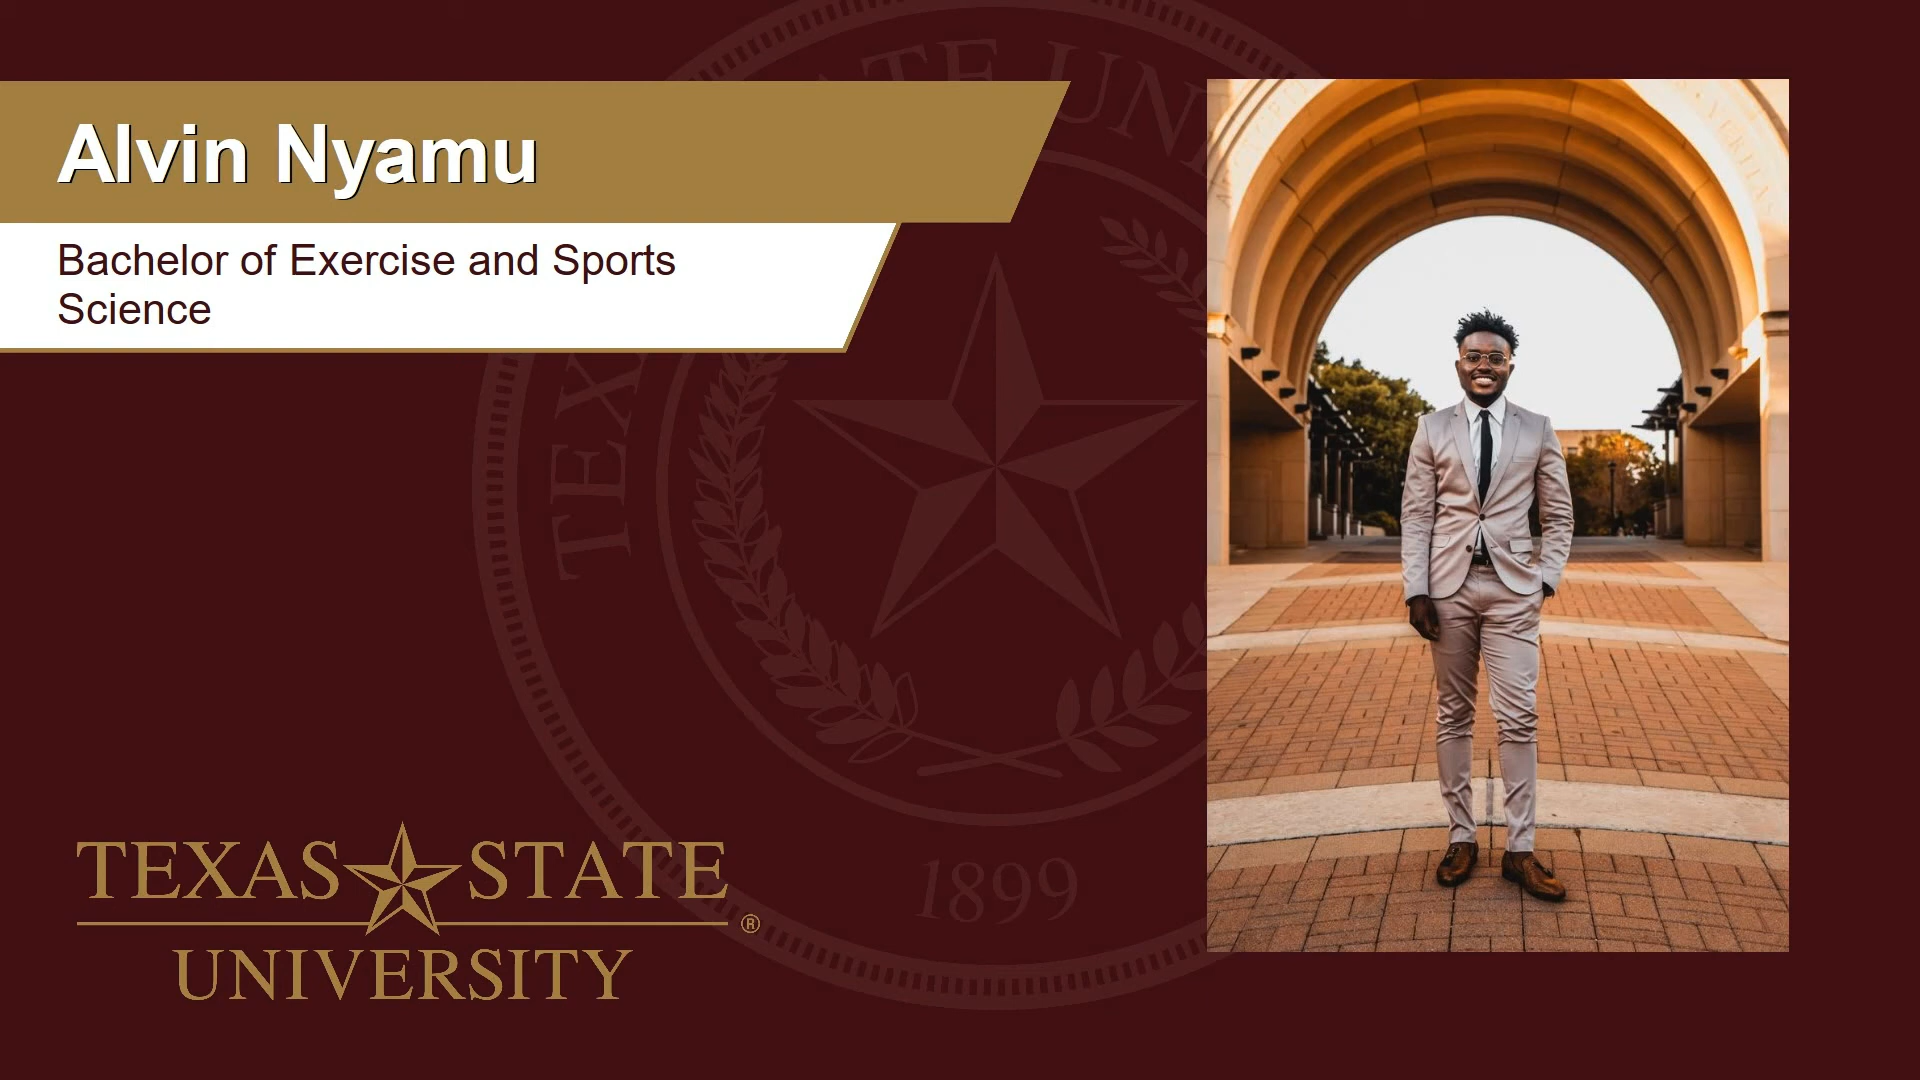 Alvin Nyamu
Bachelor of Exercise and Sports
Science
TEXAS STATE
UNIVERSITY
®
1899